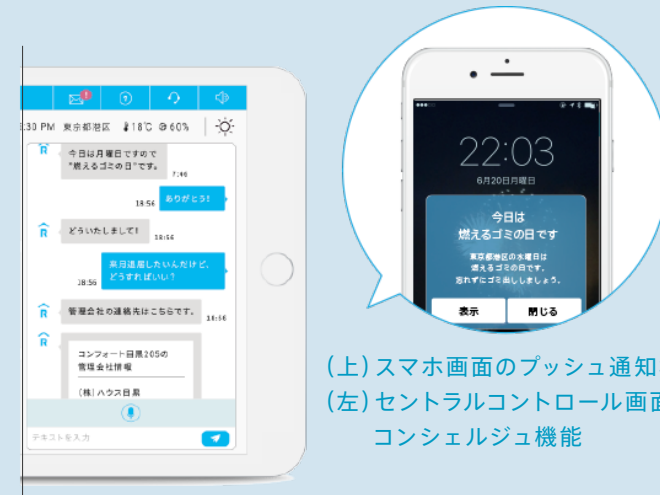 :30 PM 東京都港区 18℃ 60%
今日は月曜日ですので
"燃えるゴミの日"です。
7:00
ありがとう!
18:56
どういたしまして!
18:56
来月退居したいんだけど、
どうすればいい?
18:56
管理会社の連絡先はこちらです。
18:56
コンフォート目黒205の
管理会社情報
(株)ハウス目黒
テキストを入力
22:03
6月20日月曜日
今日は
燃えるゴミの日です
東京都港区の水曜日は
燃えるゴミの日です。
忘れずにゴミ出ししましょう。
表示 閉じる
(上)スマホ画面のプッシュ通知
(左)セントラルコントロール画面
コンシェルジュ機能